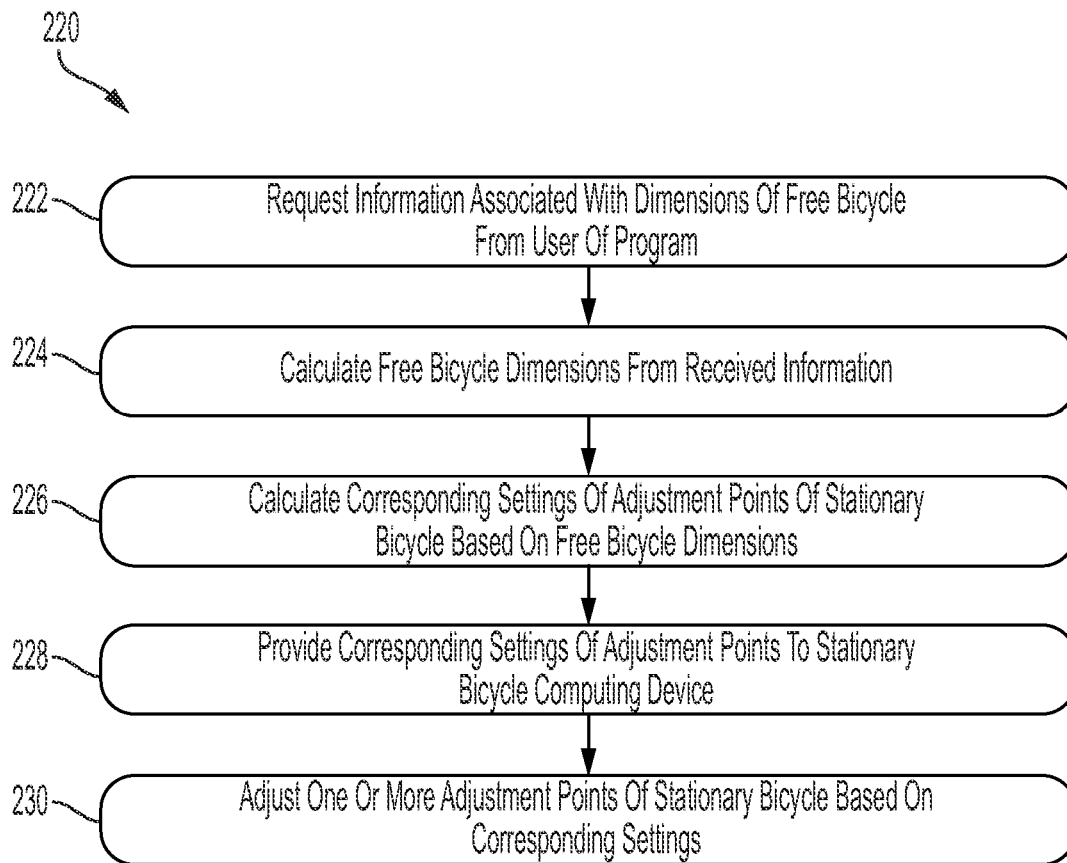 220
222
Request Information Associated With Dimensions Of Free Bicycle
From User Of Program
224
Calculate Free Bicycle Dimensions From Received Information
226
Calculate Corresponding Settings Of Adjustment Points Of Stationary
Bicycle Based On Free Bicycle Dimensions
228
Provide Corresponding Settings Of Adjustment Points To Stationary
Bicycle Computing Device
230
Adjust One Or More Adjustment Points Of Stationary Bicycle Based On
Corresponding Settings